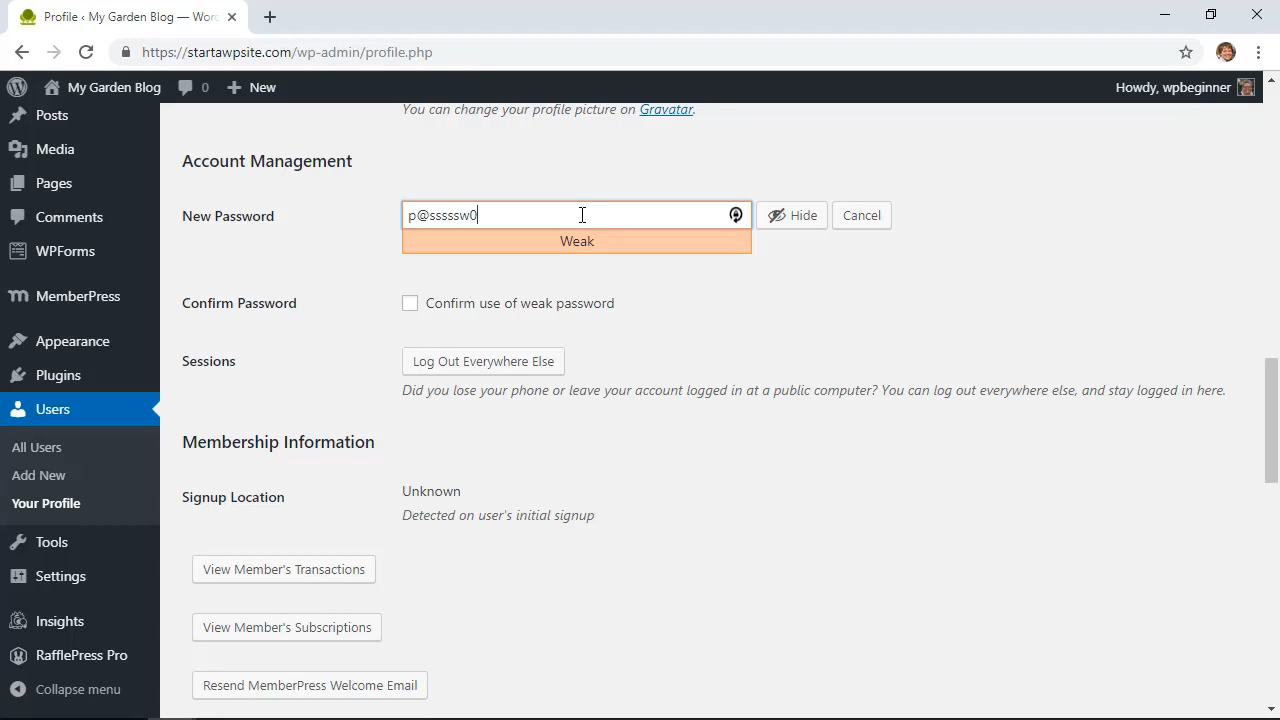 Profile ‹ My Garden Blog — Wor
https://startawpsite.com/wp-admin/profile.php
My Garden Blog
0
New
Howdy, wpbeginner
Posts
Media
Pages
Comments
WPForms
MemberPress
Appearance
Plugins
Users
All Users
Add New
Your Profile
Tools
Settings
Insights
RafflePress Pro
Collapse menu
You can change your profile picture on Gravatar.
Account Management
New Password
p@sssssw0
Hide
Cancel
Weak
Confirm Password
Confirm use of weak password
Sessions
Log Out Everywhere Else
Did you lose your phone or leave your account logged in at a public computer? You can log out everywhere else, and stay logged in here.
Membership Information
Signup Location
Unknown
Detected on user's initial signup
View Member's Transactions
View Member's Subscriptions
Resend MemberPress Welcome Email